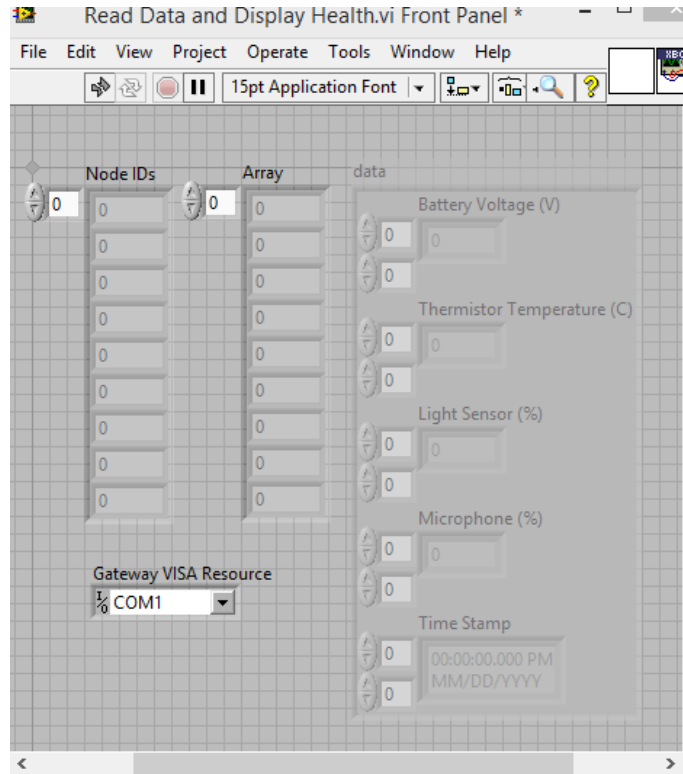 Read Data and Display Health.vi Front Panel *
File Edit View Project Operate Tools Window Help
15pt Application Font
XBC
Node IDs
0
0
0
0
0
0
0
0
0
0
Array
0
0
0
0
0
0
0
0
0
0
Gateway VISA Resource
I/O COM1
data
Battery Voltage (V)
0 0
0
Thermistor Temperature (C)
0 0
0
Light Sensor (%)
0 0
0
Microphone (%)
0 0
0
Time Stamp
0 00:00:00.000 PM
0 MM/DD/YYYY